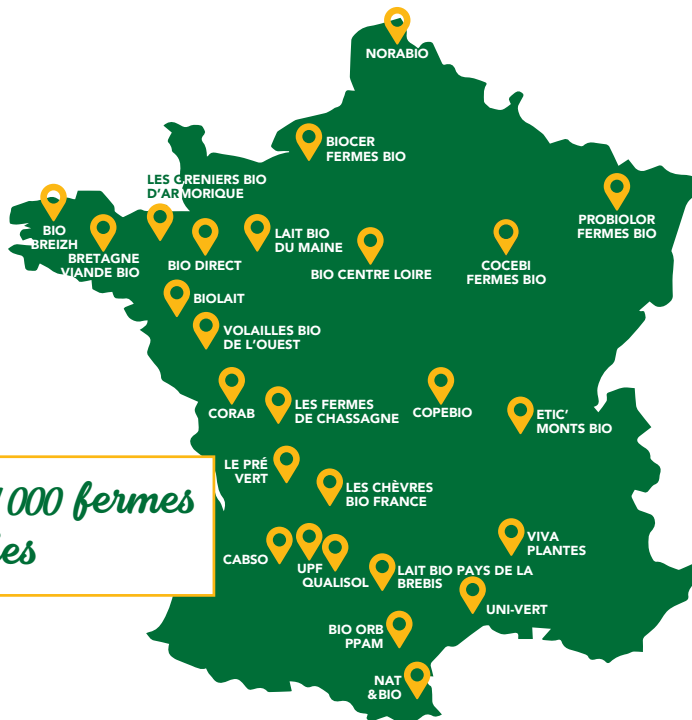 NORABIO
BIOCER
FERMES BIO
LES GRENIERS BIO
D'ARMORIQUE
PROBIOLOR
FERMES BIO
BIO
BREIZH
BRETAGNE
VIANDE BIO
BIO DIRECT
LAIT BIO
DU MAINE
BIO CENTRE LOIRE
COCEBI
FERMES BIO
BIOLAIT
VOLAILLES BIO
DE L'OUEST
CORAB
LES FERMES
DE CHASSAGNE
COPEBIO
ETIC'
MONTS BIO
LE PRÉ
VERT
LES CHÈVRES
BIO FRANCE
000 fermes
CABSO
UPF
QUALISOL
LAIT BIO PAYS DE LA
BREBIS
VIVA
PLANTES
UNI-VERT
BIO ORB
PPAM
NAT
&BIO